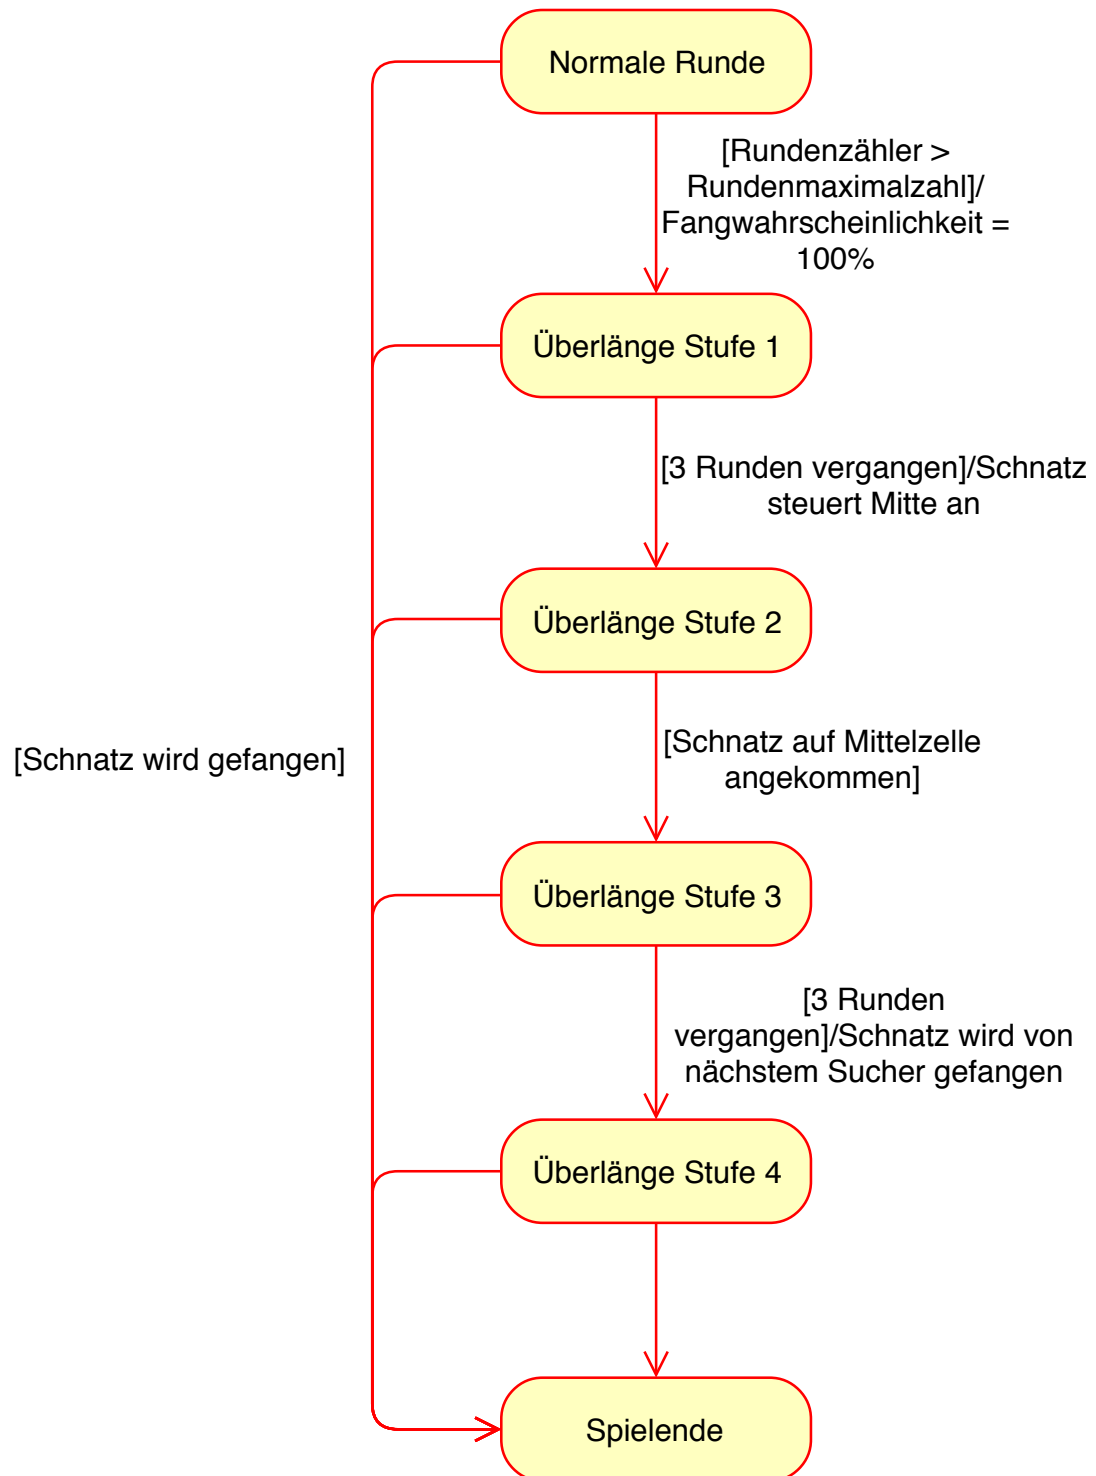 Normale Runde
[Rundenzähler >
Rundenmaximalzahl]/
Fangwahrscheinlichkeit =
100%
Überlänge Stufe 1
[3 Runden vergangen]/Schnatz
steuert Mitte an
Überlänge Stufe 2
[Schnatz wird gefangen]
[Schnatz auf Mittelzelle
angekommen]
Überlänge Stufe 3
[3 Runden
vergangen]/Schnatz wird von
nächstem Sucher gefangen
Überlänge Stufe 4
Spielende